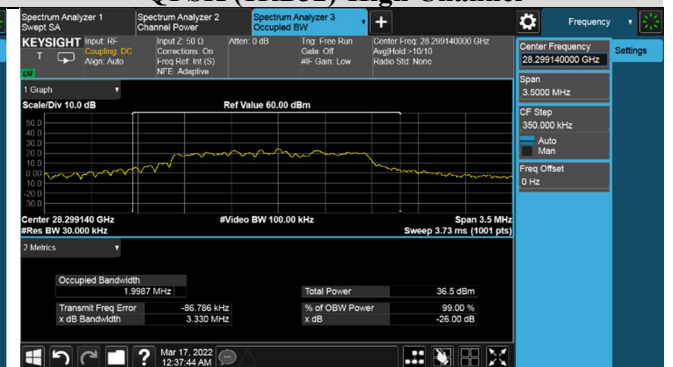 Spectrum Analyzer 1
Swept SA
Spectrum Analyzer 2
Channel Power
Spectrum Analyzer 3
Occupied BW
Frequency
KEYSIGHT
Input: RF
Coupling: DC
Align: Auto
Input Z: 50 Ω
Corrections: On
Freq Ref: Int (S)
NFE: Adaptive
Atten: 0 dB
Trig: Free Run
Gate: Off
#IF Gain: Low
Center Freq: 28.299140000 GHz
Avg|Hold:>10/10
Radio Std: None
Center Frequency
28.299140000 GHz
Settings
Span
3.5000 MHz
CF Step
350.000 kHz
Auto
Man
Freq Offset
0 Hz
1 Graph
Scale/Div 10.0 dB
Ref Value 60.00 dBm
50.0
40.0
30.0
20.0
10.0
0.00
-10.0
-20.0
-30.0
Center 28.299140 GHz
#Res BW 30.000 kHz
#Video BW 100.00 kHz
Span 3.5 MHz
Sweep 3.73 ms (1001 pts)
2 Metrics
Occupied Bandwidth
1.9987 MHz
Total Power
36.5 dBm
Transmit Freq Error
-86.786 kHz
% of OBW Power
99.00 %
x dB Bandwidth
3.330 MHz
x dB
-26.00 dB
Mar 17, 2022
12:37:44 AM